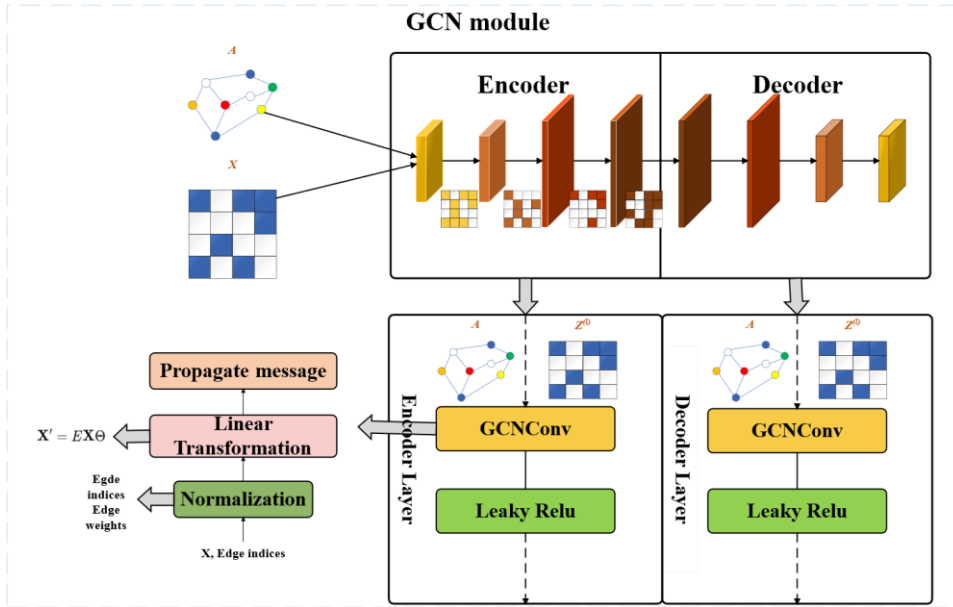 GCN module
A
Encoder
Decoder
X
A
Z^(l)
Encoder Layer
GCNConv
Leaky Relu
A
Z^(l)
Decoder Layer
GCNConv
Leaky Relu
Propagate message
Linear
Transformation
X′ = EXΘ
Normalization
Egde
indices
Edge
weights
X, Edge indices